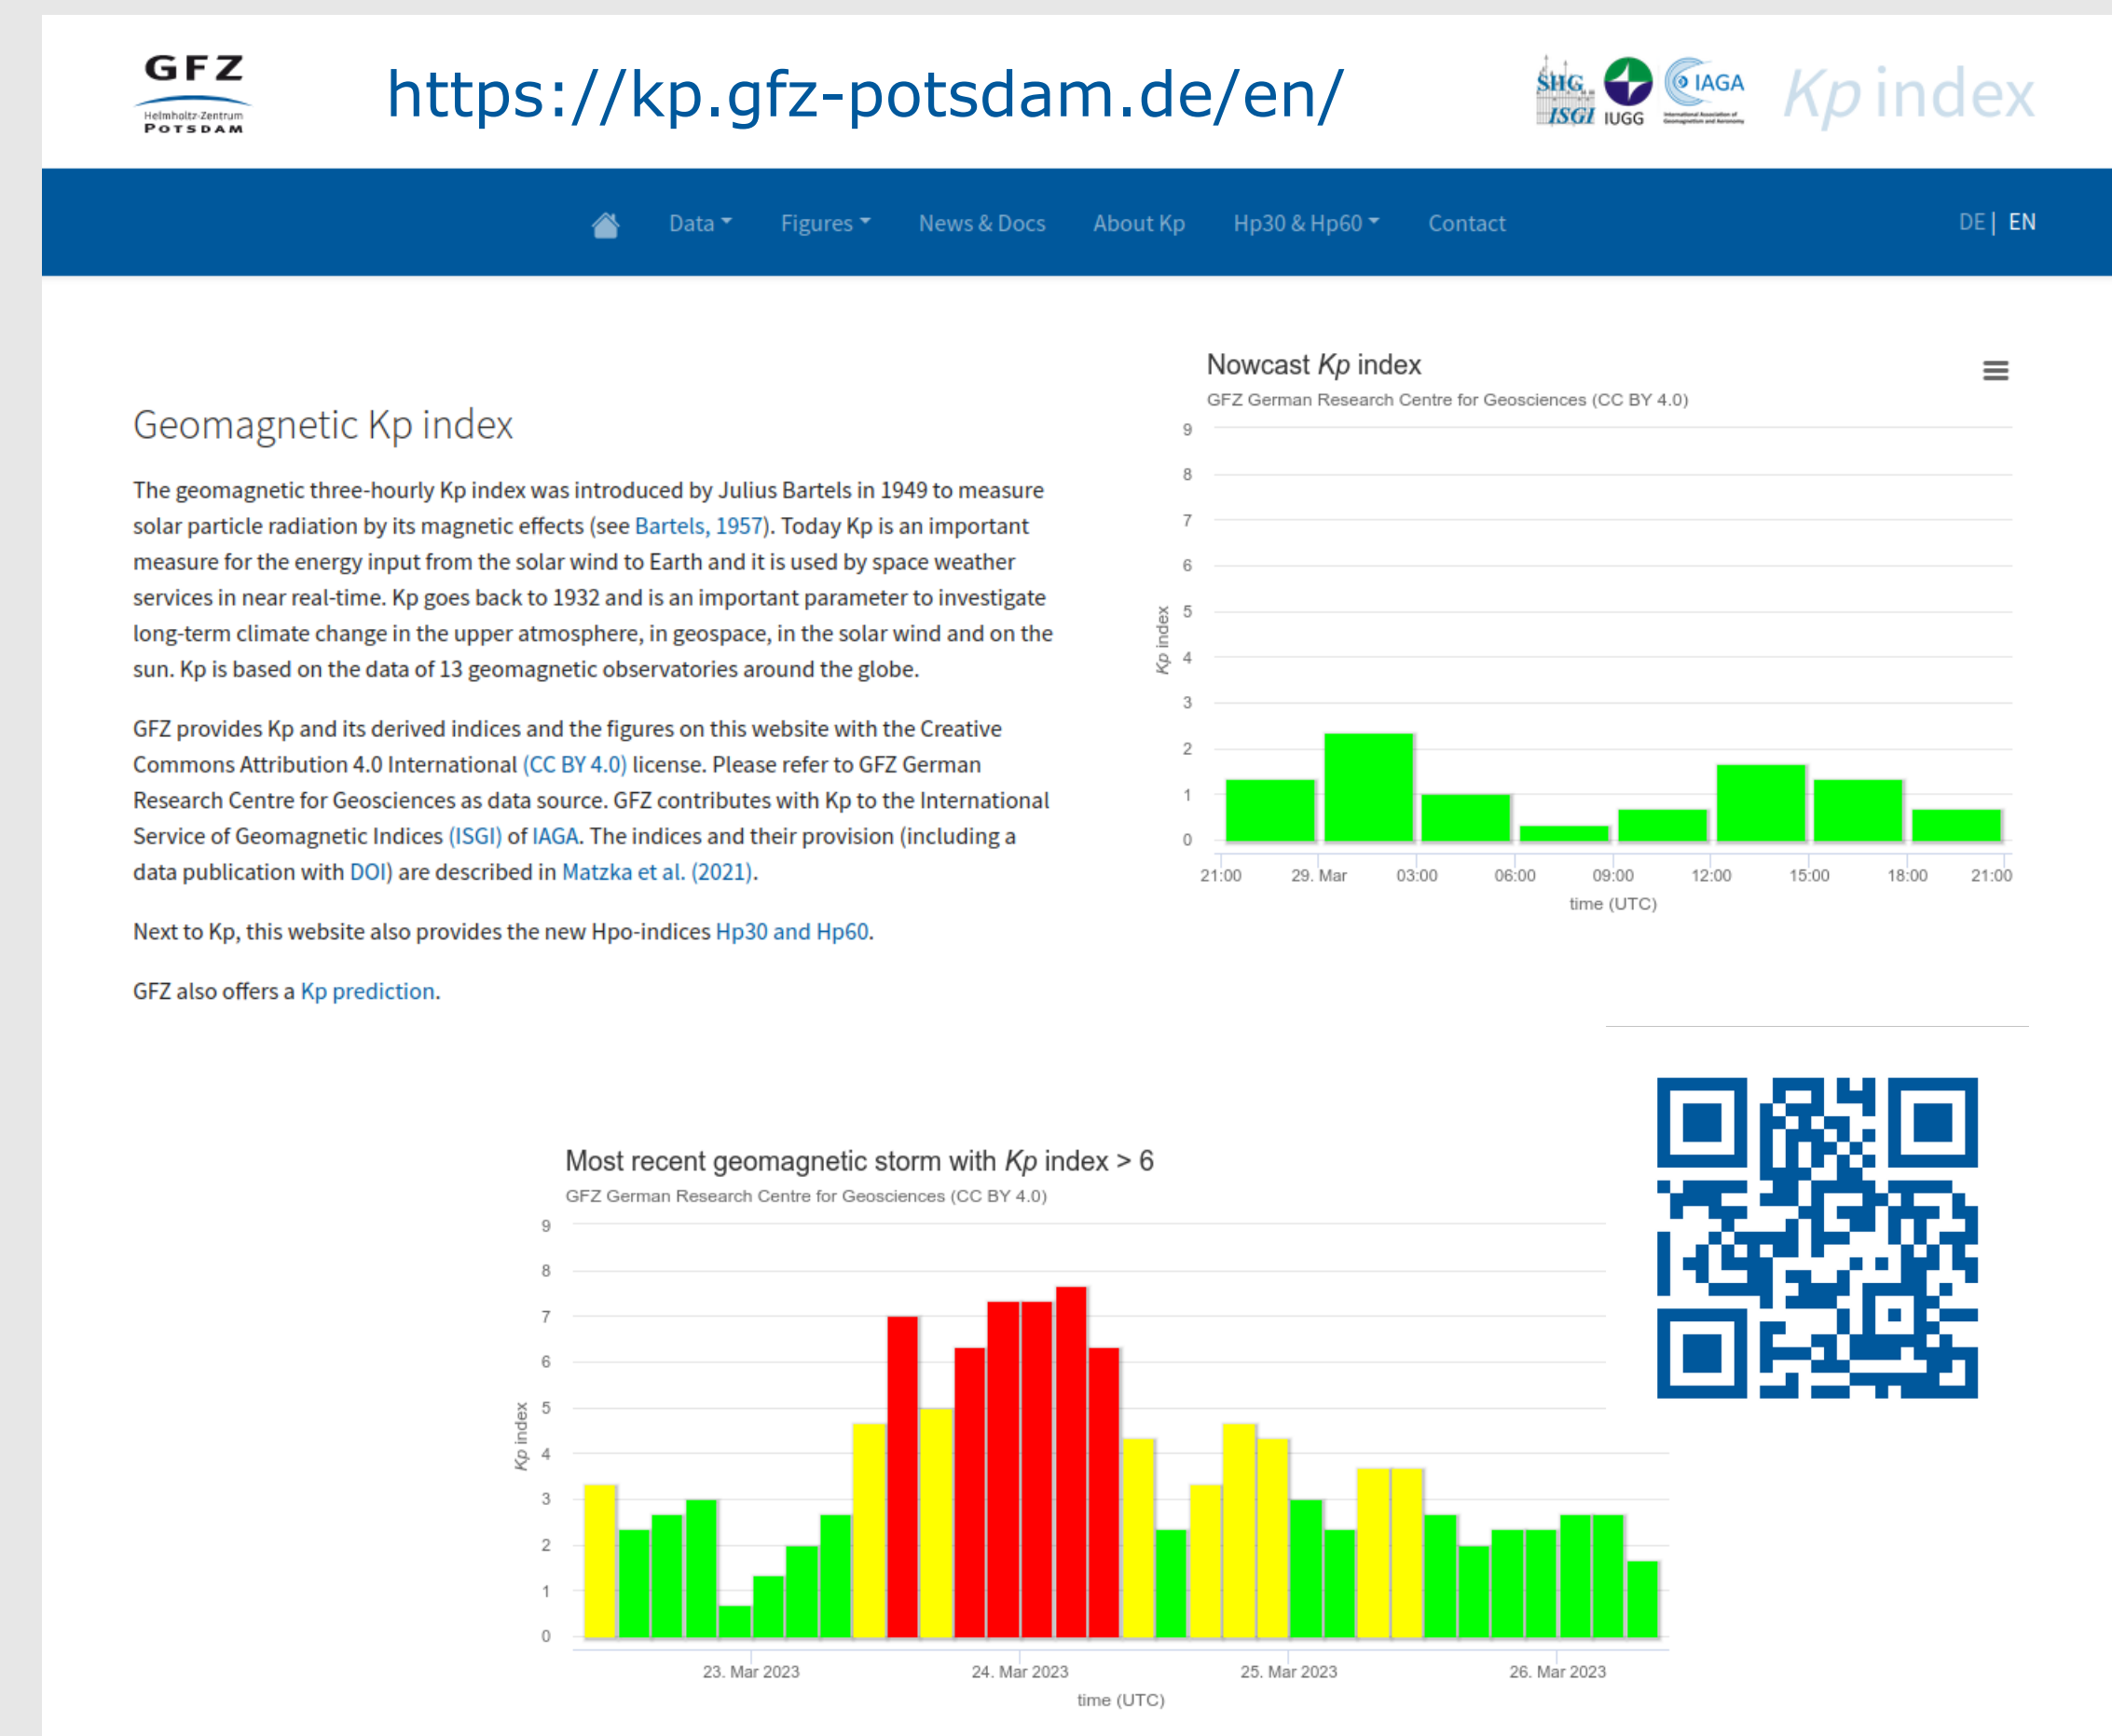 GFZ
Helmholtz-Zentrum
POTSDAM
https://kp.gfz-potsdam.de/en/
SHG
ISGI
IUGG
IAGA
International Association of
Geomagnetism and Aeronomy
Kp index
Data
Figures
News & Docs
About Kp
Hp30 & Hp60
Contact
DE| EN
Geomagnetic Kp index
The geomagnetic three-hourly Kp index was introduced by Julius Bartels in 1949 to measure
solar particle radiation by its magnetic effects (see Bartels, 1957). Today Kp is an important
measure for the energy input from the solar wind to Earth and it is used by space weather
services in near real-time. Kp goes back to 1932 and is an important parameter to investigate
long-term climate change in the upper atmosphere, in geospace, in the solar wind and on the
sun. Kp is based on the data of 13 geomagnetic observatories around the globe.
GFZ provides Kp and its derived indices and the figures on this website with the Creative
Commons Attribution 4.0 International (CC BY 4.0) license. Please refer to GFZ German
Research Centre for Geosciences as data source. GFZ contributes with Kp to the International
Service of Geomagnetic Indices (ISGI) of IAGA. The indices and their provision (including a
data publication with DOI) are described in Matzka et al. (2021).
Next to Kp, this website also provides the new Hpo-indices Hp30 and Hp60.
GFZ also offers a Kp prediction.
Nowcast Kp index
GFZ German Research Centre for Geosciences (CC BY 4.0)
9
8
7
6
5
4
3
2
1
0
Kp index
21:00 29. Mar 03:00 06:00 09:00 12:00 15:00 18:00 21:00
time (UTC)
Most recent geomagnetic storm with Kp index > 6
GFZ German Research Centre for Geosciences (CC BY 4.0)
9
8
7
6
5
4
3
2
1
0
Kp index
23. Mar 2023 24. Mar 2023 25. Mar 2023 26. Mar 2023
time (UTC)